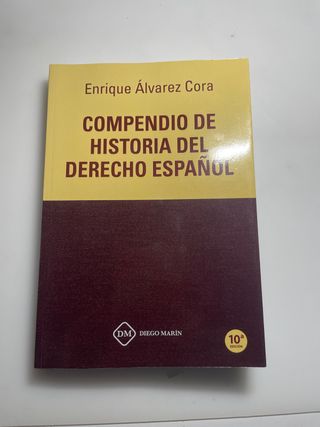 Enrique Álvarez Cora
COMPENDIO DE
HISTORIA DEL
DERECHO ESPAÑOL
DM
DIEGO MARÍN
10ª
EDICIÓN